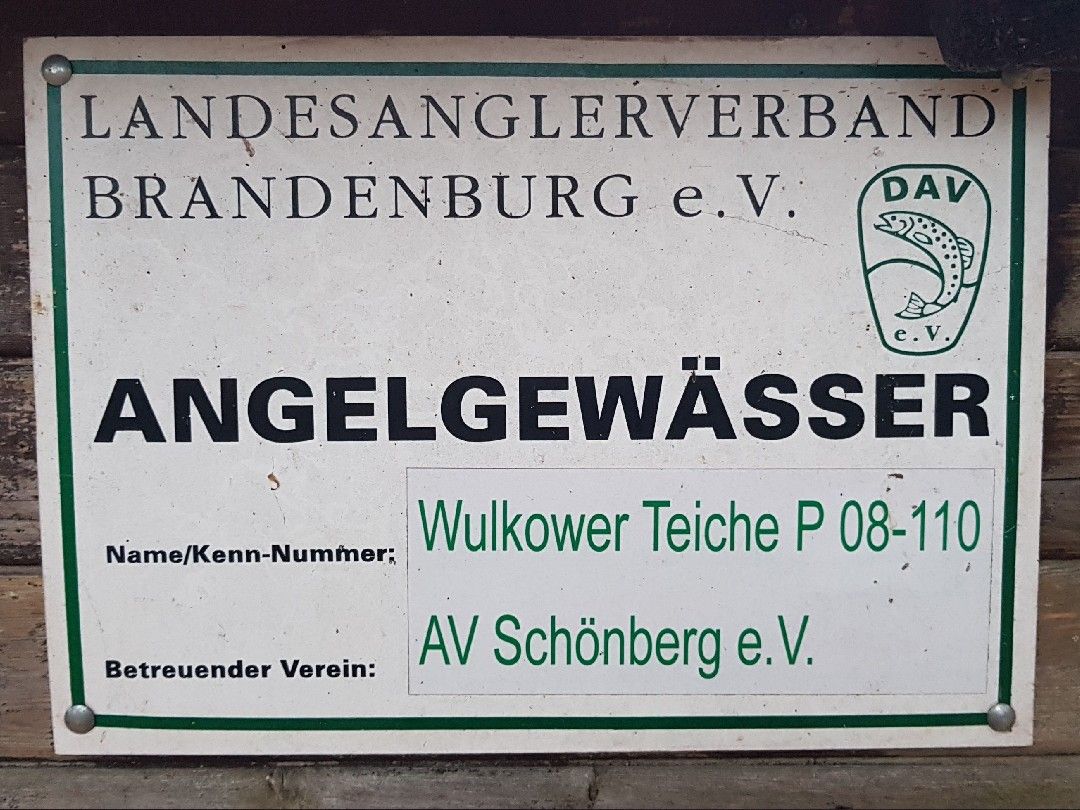 LANDESANGLERVERBAND
BRANDENBURG e.V.
DAV
e.V.
ANGELGEWÄSSER
Name/Kenn-Nummer: Wulkower Teiche P 08-110
Betreuender Verein: AV Schönberg e.V.